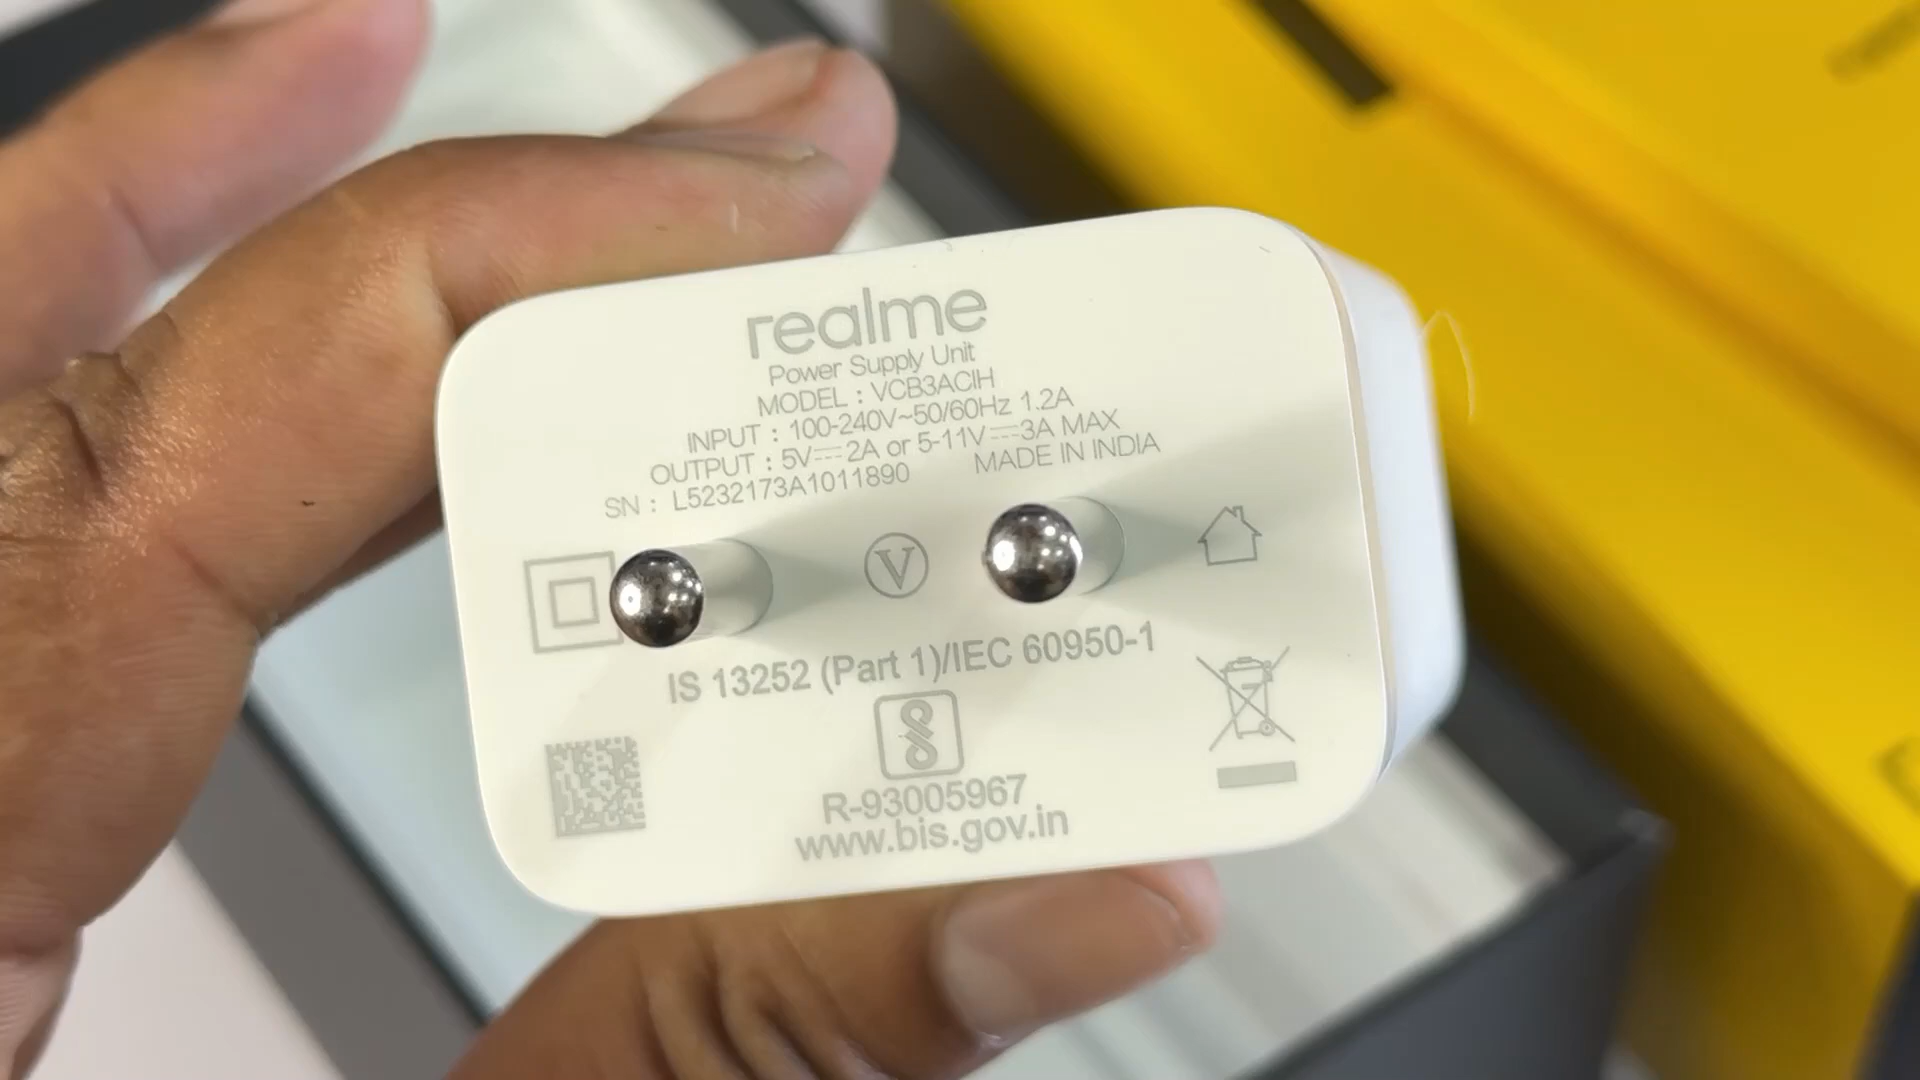 realme
Power Supply Unit
MODEL : VCB3ACIH
INPUT : 100-240V~50/60Hz 1.2A
OUTPUT : 5V⎓2A or 5-11V⎓3A MAX
SN : L5232173A1011890 MADE IN INDIA
V
IS 13252 (Part 1)/IEC 60950-1
R-93005967
www.bis.gov.in